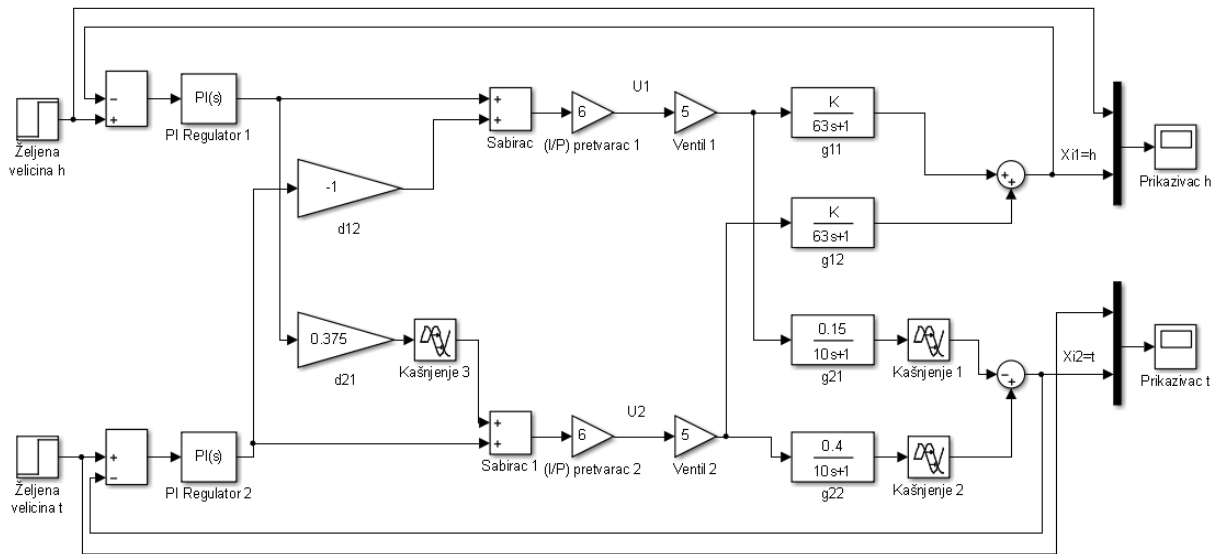 U1
PI(s)
PI Regulator 1
Željena
velicina h
Sabirac
6
(I/P) pretvarac 1
5
Ventil 1
K
63s+1
g11
Xi1=h
Prikazivac h
-1
d12
K
63s+1
g12
0.375
d21
Kašnjenje 3
0.15
10s+1
g21
Kašnjenje 1
Xi2=t
Prikazivac t
U2
Željena
velicina t
PI(s)
PI Regulator 2
Sabirac 1
6
(I/P) pretvarac 2
5
Ventil 2
0.4
10s+1
g22
Kašnjenje 2